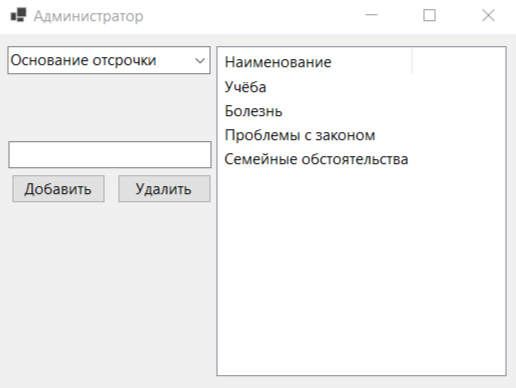 Администратор
Основание отсрочки
Добавить
Удалить
Наименование
Учёба
Болезнь
Проблемы с законом
Семейные обстоятельства